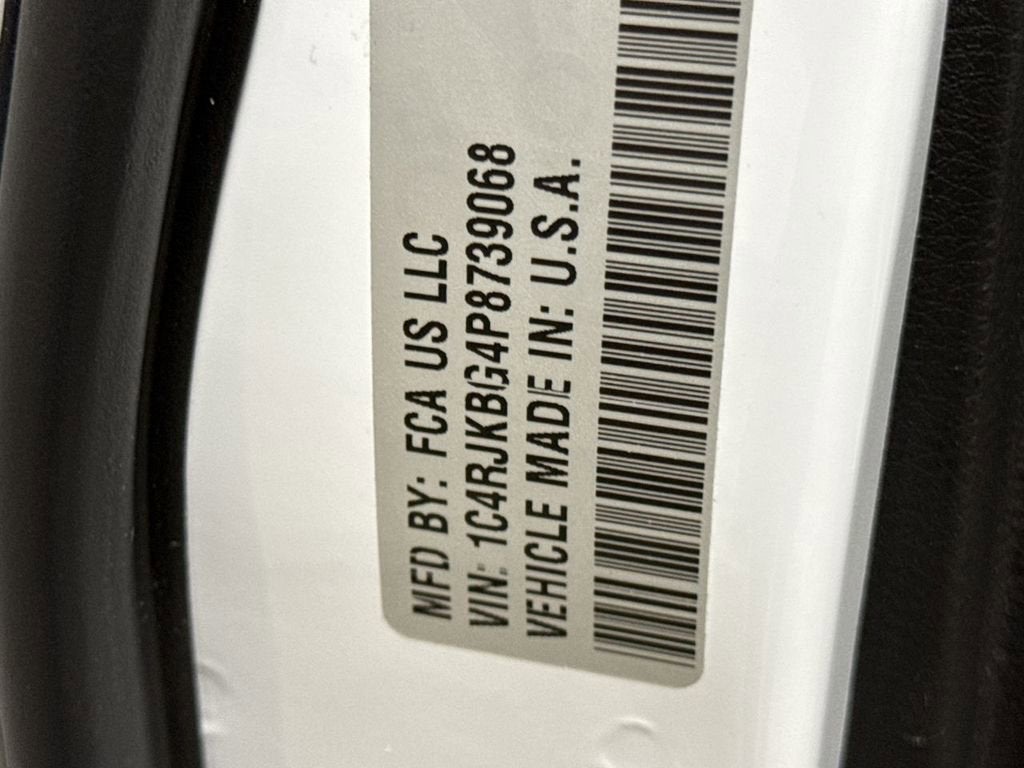 MFD BY: FCA US LLC
VIN: 1C4RJKBG4P8739068
VEHICLE MADE IN: U.S.A.